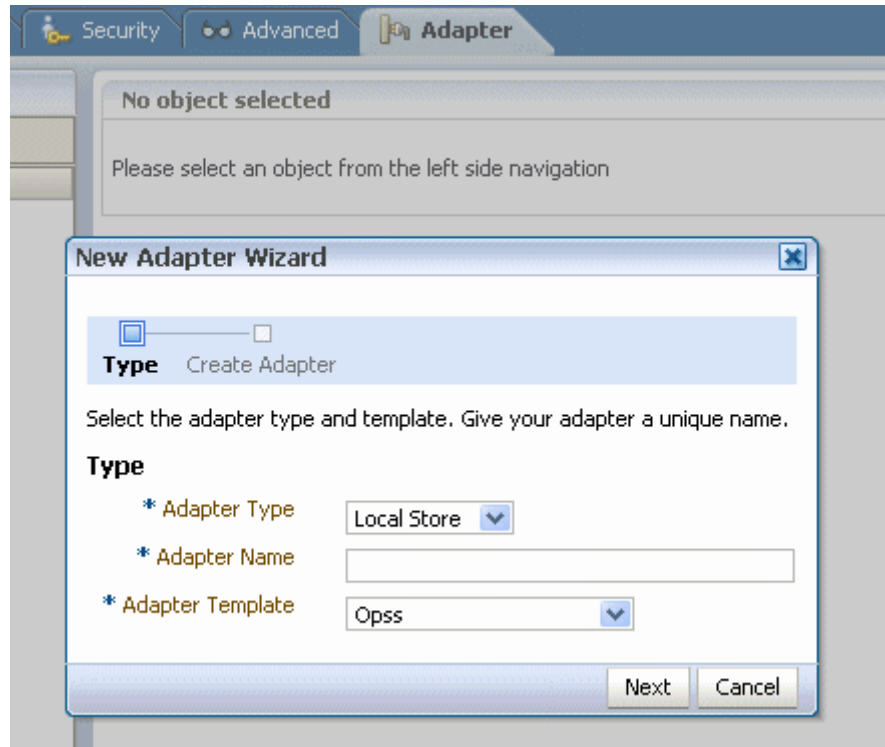 Security Advanced Adapter
No object selected
Please select an object from the left side navigation
New Adapter Wizard
Type Create Adapter
Select the adapter type and template. Give your adapter a unique name.
Type
* Adapter Type Local Store
* Adapter Name
* Adapter Template Opss
Next Cancel